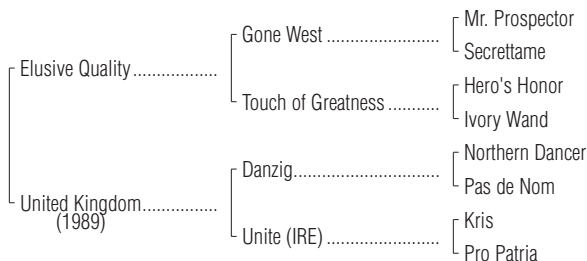 Mr. Prospector
Gone West
Secrettame
Elusive Quality
Hero's Honor
Touch of Greatness
Ivory Wand
Northern Dancer
Danzig
Pas de Nom
United Kingdom
(1989)
Kris
Unite (IRE)
Pro Patria